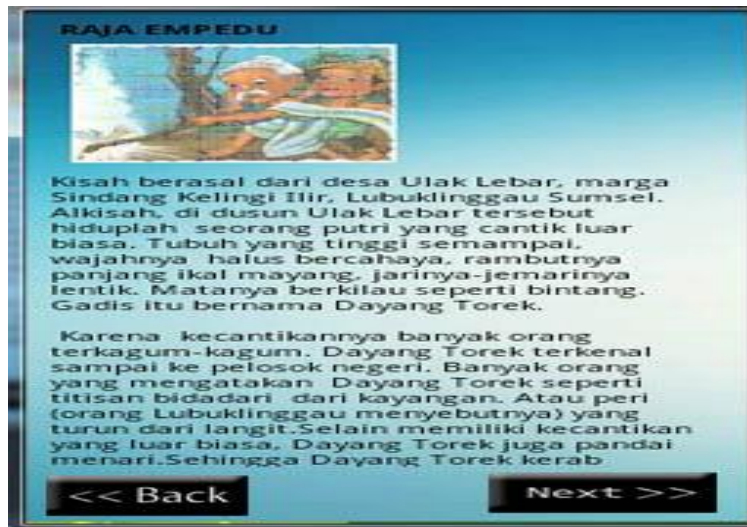 RAJA EMPEDU
Kisah berasal dari desa Ulak Lebar, marga
Sindang Kelingi Ilir, Lubuklinggau Sumsel.
Alkisah, di dusun Ulak Lebar tersebut
hiduplah seorang putri yang cantik luar
biasa. Tubuh yang tinggi semampai,
wajahnya halus bercahaya, rambutnya
panjang ikal mayang, jarinya-jemarinya
lentik. Matanya berkilau seperti bintang.
Gadis itu bernama Dayang Torek.
Karena kecantikannya banyak orang
terkagum-kagum. Dayang Torek terkenal
sampai ke pelosok negeri. Banyak orang
yang mengatakan Dayang Torek seperti
titisan bidadari dari kayangan. Atau peri
(orang Lubuklinggau menyebutnya) yang
turun dari langit.Selain memiliki kecantikan
yang luar biasa, Dayang Torek juga pandai
menari.Sehingga Dayang Torek kerab
<< Back
Next >>